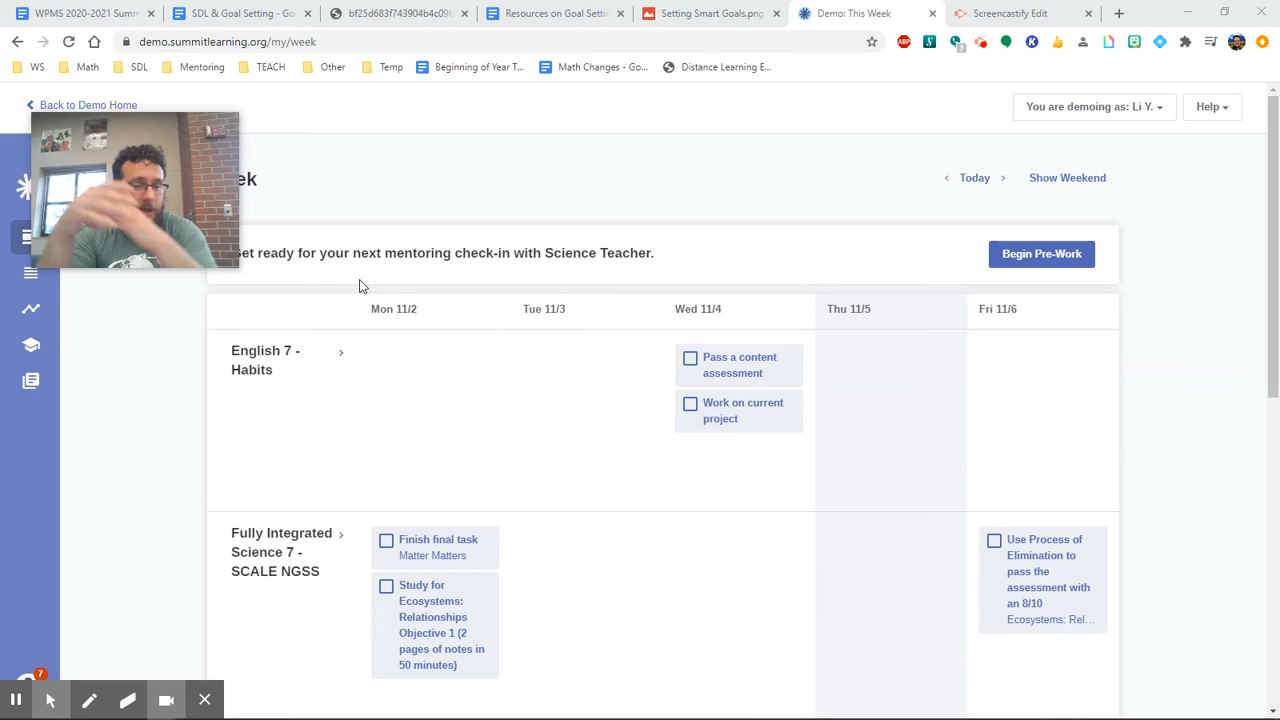 WPMS 2020-2021 Summ
SDL & Goal Setting - Go
bf25d683f743904b4c09b
Resources on Goal Settin
Setting Smart Goals.png
Demo: This Week
Screencastify Edit
demo.summitlearning.org/my/week
WS
Math
SDL
Mentoring
TEACH
Other
Temp
Beginning of Year T...
Math Changes - Go...
Distance Learning E...
Back to Demo Home
You are demoing as: Li Y.
Help
ek
Today
Show Weekend
Get ready for your next mentoring check-in with Science Teacher.
Begin Pre-Work
Mon 11/2
Tue 11/3
Wed 11/4
Thu 11/5
Fri 11/6
English 7 -
Habits
Pass a content
assessment
Work on current
project
Fully Integrated
Science 7 -
SCALE NGSS
Finish final task
Matter Matters
Study for
Ecosystems:
Relationships
Objective 1 (2
pages of notes in
50 minutes)
Use Process of
Elimination to
pass the
assessment with
an 8/10
Ecosystems: Rel...
7